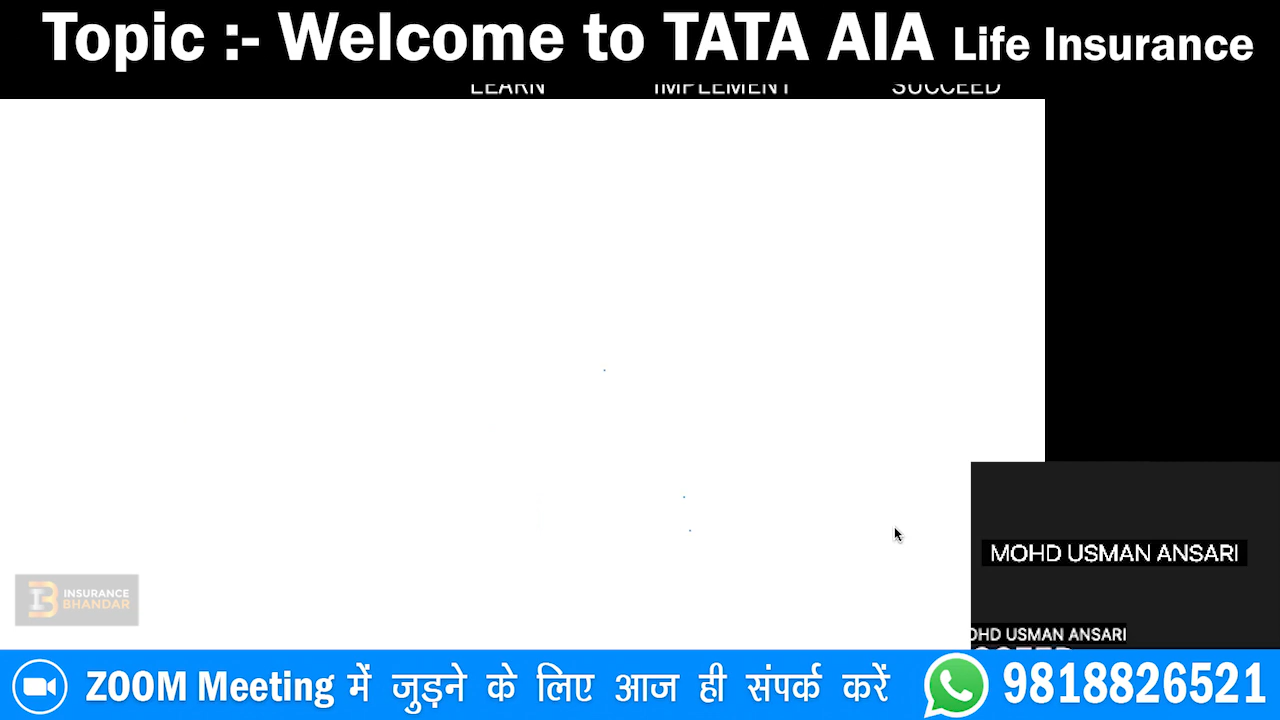 Topic :- Welcome to TATA AIA Life Insurance
LEARN IMPLEMENT SUCCEED
MOHD USMAN ANSARI
INSURANCE
BHANDAR
OHD USMAN ANSARI
ZOOM Meeting में जुड़ने के लिए आज ही संपर्क करें 9818826521